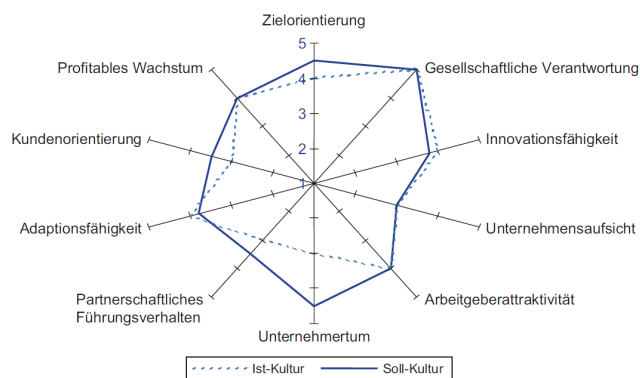 Zielorientierung
5
Profitables Wachstum
Gesellschaftliche Verantwortung
4
3
Kundenorientierung
Innovationsfähigkeit
2
1
Adaptionsfähigkeit
Unternehmensaufsicht
Partnerschaftliches
Führungsverhalten
Arbeitgeberattraktivität
Unternehmertum
Ist-Kultur
Soll-Kultur